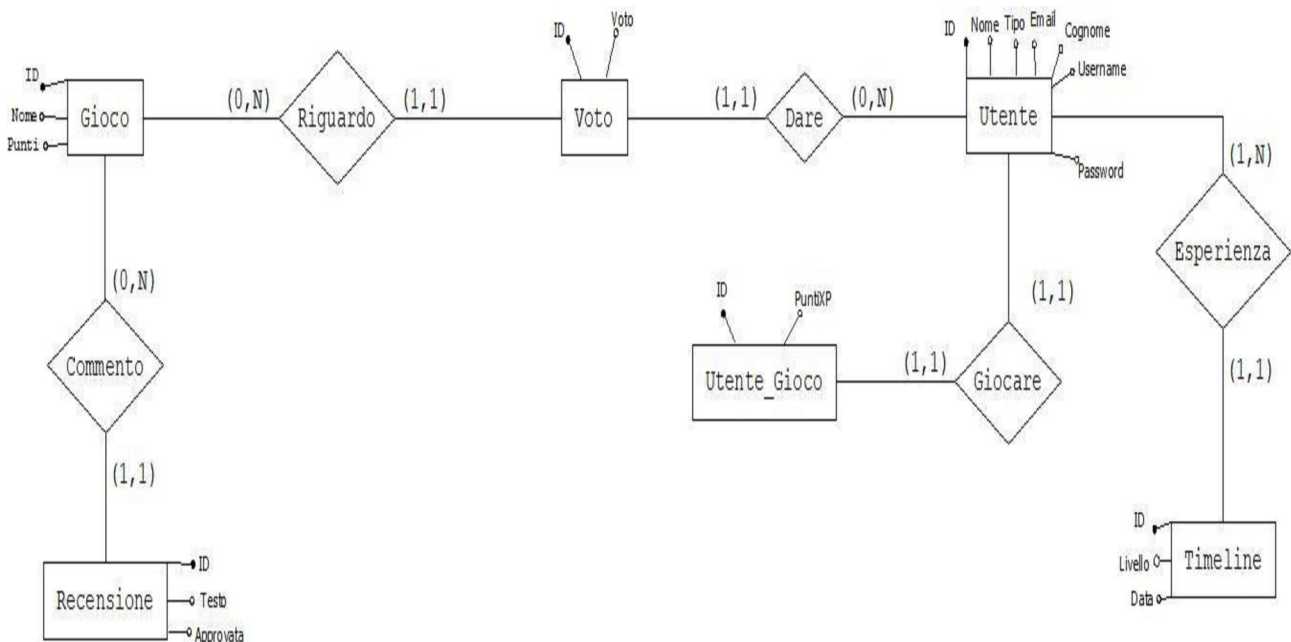 ID
Nome
Punti
Gioco
(0,N)
Riguardo
(1,1)
ID
Voto
Voto
(1,1)
Dare
(0,N)
ID
Nome
Tipo
Email
Cognome
Username
Utente
Password
(1,N)
Esperienza
(1,1)
(0,N)
Commento
(1,1)
ID
PuntiXP
Utente_Gioco
(1,1)
(1,1)
Giocare
Recensione
ID
Testo
Approvata
ID
Livello
Data
Timeline